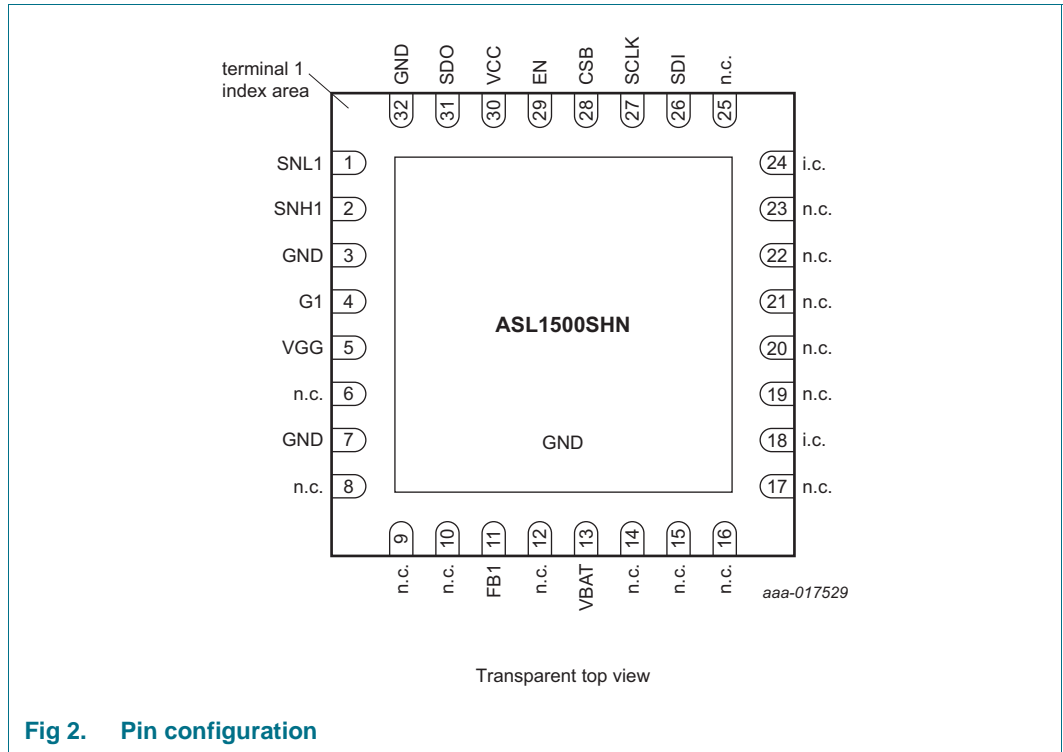 terminal 1
index area
GND
SDO
VCC
EN
CSB
SCLK
SDI
n.c.
32
31
30
29
28
27
26
25
SNL1 1
SNH1 2
GND 3
G1 4
VGG 5
n.c. 6
GND 7
n.c. 8
ASL1500SHN
GND
24 i.c.
23 n.c.
22 n.c.
21 n.c.
20 n.c.
19 n.c.
18 i.c.
17 n.c.
9
10
11
12
13
14
15
16
n.c.
n.c.
FB1
n.c.
VBAT
n.c.
n.c.
n.c.
aaa-017529
Transparent top view
Fig 2. Pin configuration